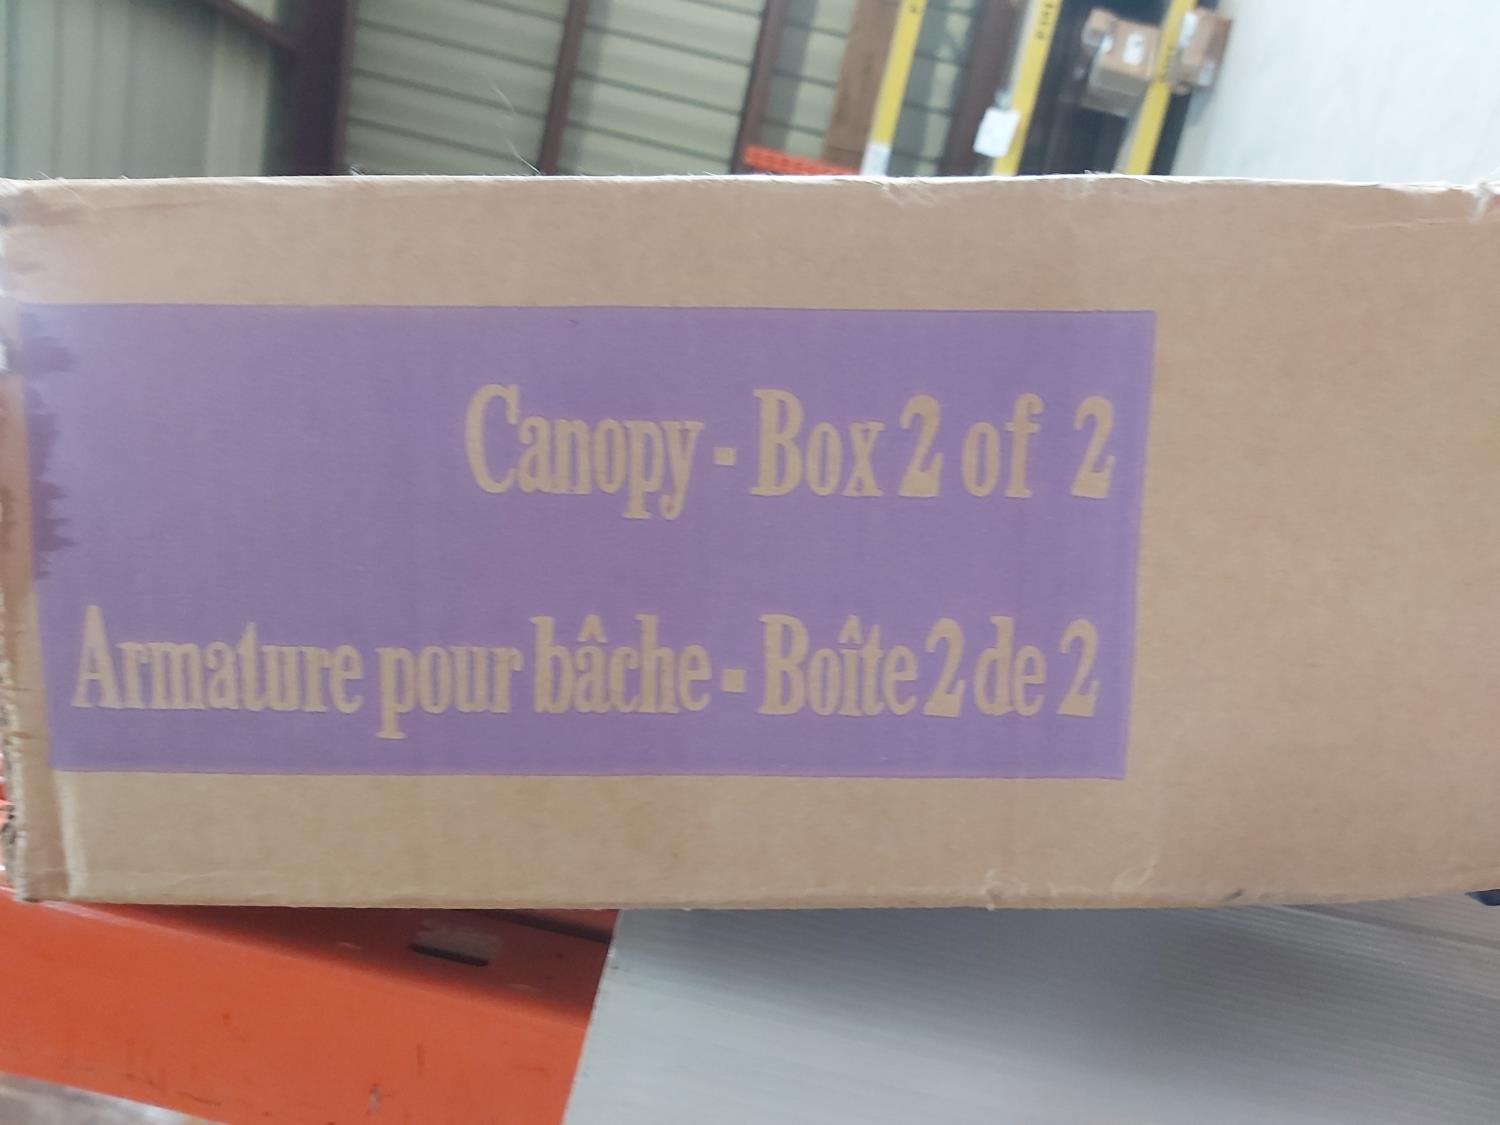 Canopy - Box 2 of 2
Armature pour bâche - Boîte 2 de 2